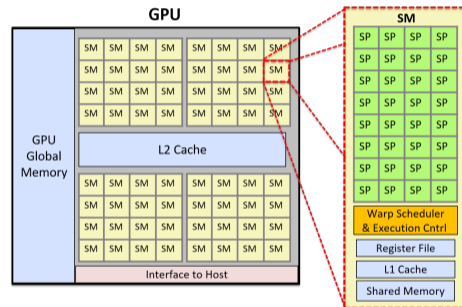 GPU
SM
SM SM SM SM SM SM SM SM
SM SM SM SM SM SM SM SM
SM SM SM SM SM SM SM SM
SM SM SM SM SM SM SM SM
GPU
Global
Memory
L2 Cache
SM SM SM SM SM SM SM SM
SM SM SM SM SM SM SM SM
SM SM SM SM SM SM SM SM
SM SM SM SM SM SM SM SM
Interface to Host
SP SP SP SP
SP SP SP SP
SP SP SP SP
SP SP SP SP
SP SP SP SP
SP SP SP SP
SP SP SP SP
SP SP SP SP
Warp Scheduler
& Execution Cntrl
Register File
L1 Cache
Shared Memory